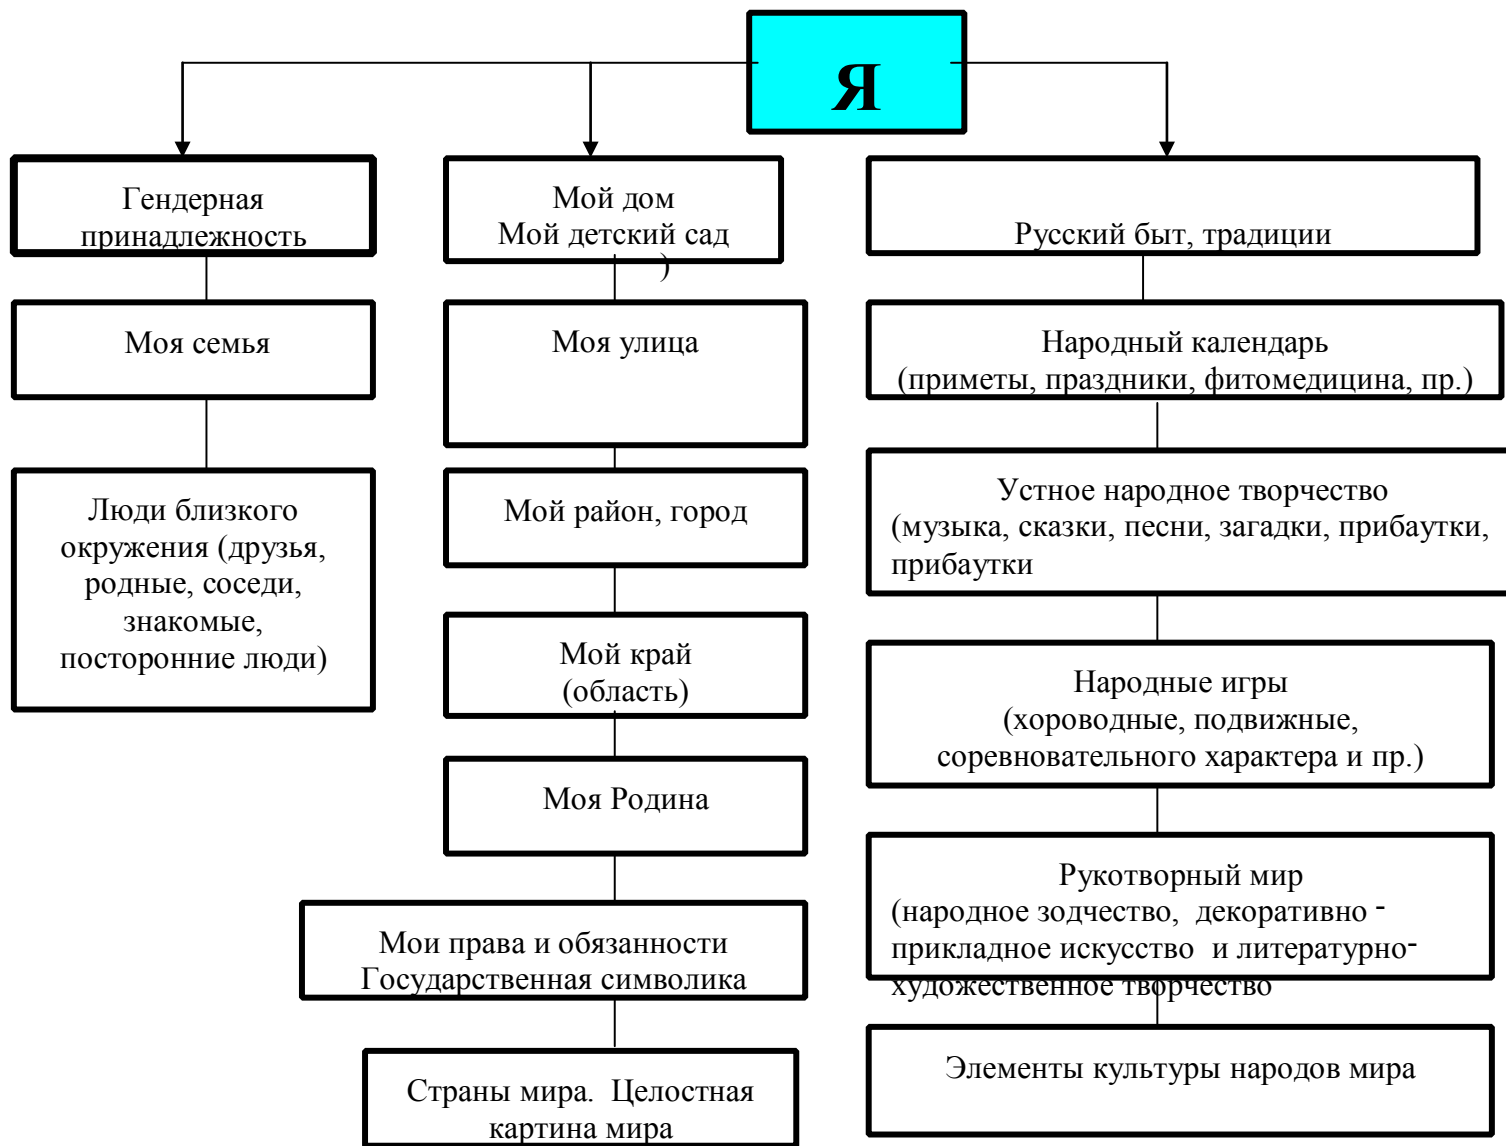 Я
Гендерная
принадлежность
Моя семья
Люди близкого
окружения (друзья,
родные, соседи,
знакомые,
посторонние люди)
Мой дом
Мой детский сад
)
Моя улица
Мой район, город
Мой край
(область)
Моя Родина
Мои права и обязанности
Государственная символика
Страны мира.  Целостная
картина мира
Русский быт, традиции
Народный календарь
(приметы, праздники, фитомедицина, пр.)
Устное народное творчество
(музыка, сказки, песни, загадки, прибаутки,
прибаутки
Народные игры
(хороводные, подвижные,
соревновательного характера и пр.)
Рукотворный мир
(народное зодчество,  декоративно -
прикладное искусство  и литературно-
художественное творчество
Элементы культуры народов мира